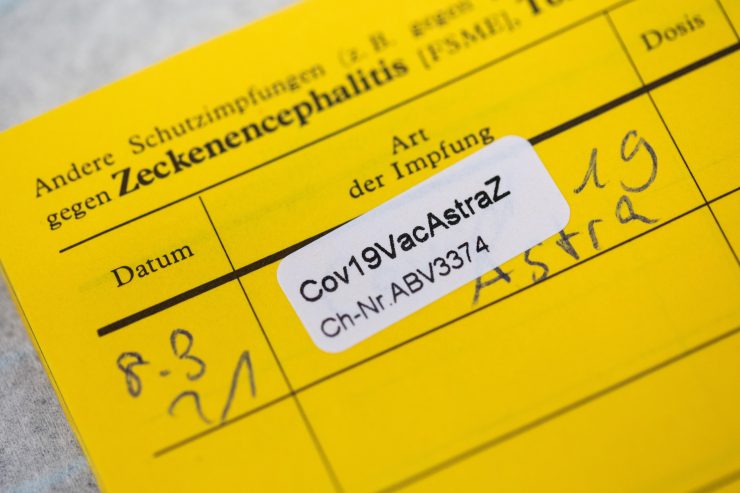 Andere Schutzimpfungen (z. B. gegen
gegen Zeckenencephalitis [FSME],
Datum
Art
der Impfung
Dosis
Cov19VacAstraZ
Ch-Nr.ABV3374
19
Astra
8.3
21